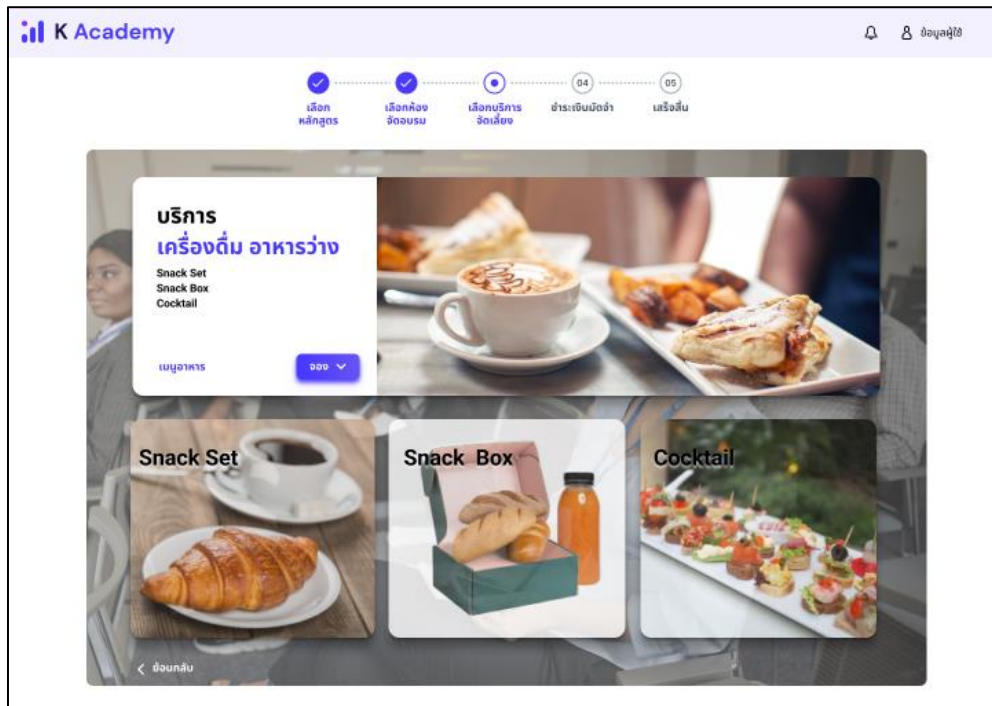 K Academy
ข้อมูลผู้ใช้
04
05
เลือก
หลักสูตร
เลือกห้อง
จัดอบรม
เลือกบริการ
จัดเลี้ยง
ชำระเงินมัดจำ
เสร็จสิ้น
บริการ
เครื่องดื่ม อาหารว่าง
Snack Set
Snack Box
Cocktail
เมนูอาหาร
จอง
Snack Set
Snack Box
Cocktail
ย้อนกลับ